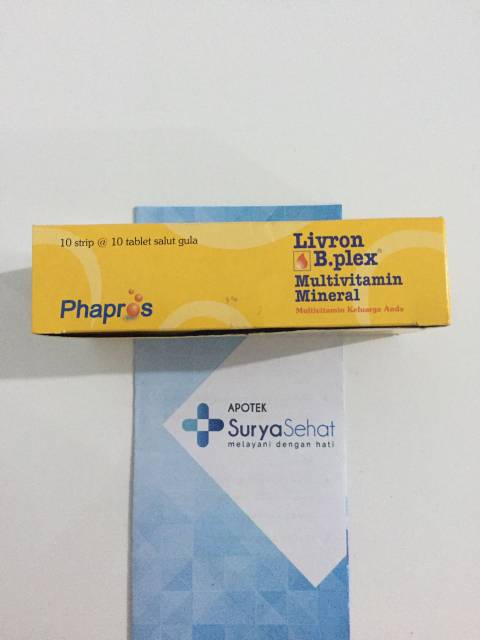 10 strip @ 10 tablet salut gula
Livron
B.plex®
Multivitamin
Mineral
Multivitamin Keluarga Anda
Phapros
APOTEK
SuryaSehat
melayani dengan hati